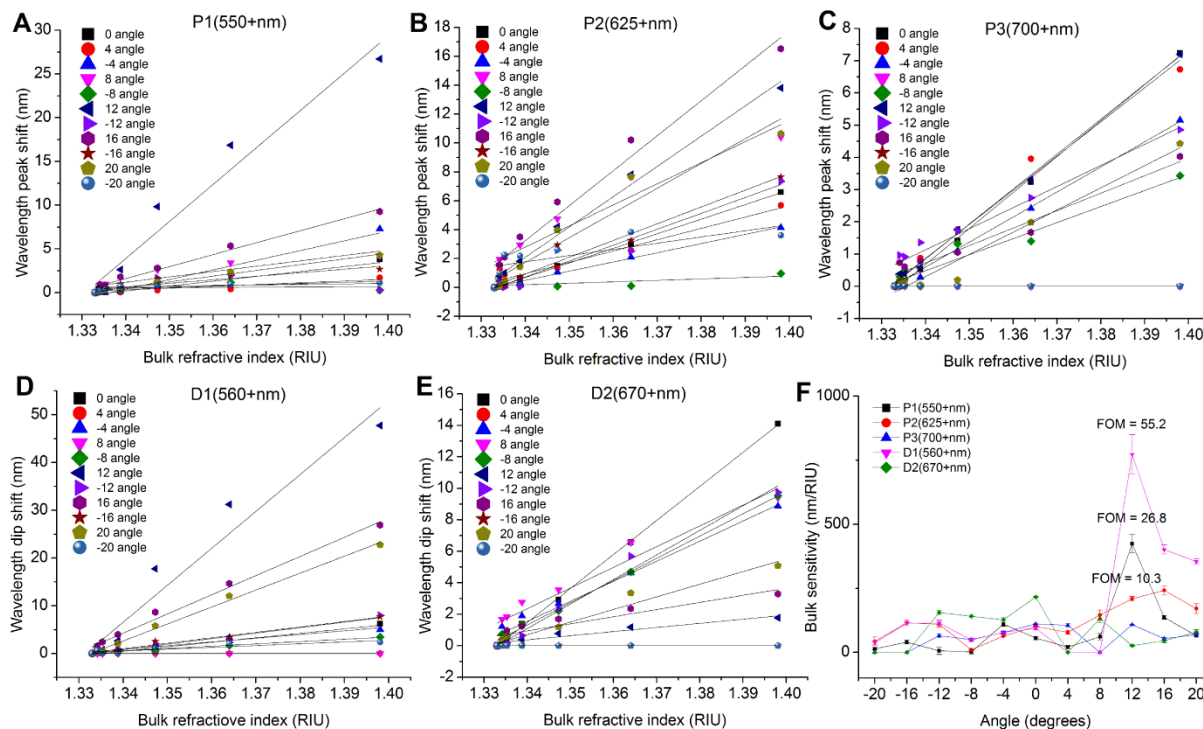 A
P1(550+nm)
Wavelength peak shift (nm)
30
25
20
15
10
5
0
0 angle
4 angle
-4 angle
8 angle
-8 angle
12 angle
-12 angle
16 angle
-16 angle
20 angle
-20 angle
1.33 1.34 1.35 1.36 1.37 1.38 1.39 1.40
Bulk refractive index (RIU)
B
P2(625+nm)
Wavelength peak shift (nm)
18
16
14
12
10
8
6
4
2
0
-2
0 angle
4 angle
-4 angle
8 angle
-8 angle
12 angle
-12 angle
16 angle
-16 angle
20 angle
-20 angle
1.33 1.34 1.35 1.36 1.37 1.38 1.39 1.40
Bulk refractive index (RIU)
C
P3(700+nm)
Wavelength peak shift (nm)
8
7
6
5
4
3
2
1
0
-1
0 angle
4 angle
-4 angle
8 angle
-8 angle
12 angle
-12 angle
16 angle
-16 angle
20 angle
-20 angle
1.33 1.34 1.35 1.36 1.37 1.38 1.39 1.40
Bulk refractive index (RIU)
D
D1(560+nm)
Wavelength dip shift (nm)
50
40
30
20
10
0
0 angle
4 angle
-4 angle
8 angle
-8 angle
12 angle
-12 angle
16 angle
-16 angle
20 angle
-20 angle
1.33 1.34 1.35 1.36 1.37 1.38 1.39 1.40
Bulk refractive index (RIU)
E
D2(670+nm)
Wavelength dip shift (nm)
16
14
12
10
8
6
4
2
0
-2
0 angle
4 angle
-4 angle
8 angle
-8 angle
12 angle
-12 angle
16 angle
-16 angle
20 angle
-20 angle
1.33 1.34 1.35 1.36 1.37 1.38 1.39 1.40
Bulk refractive index (RIU)
F
Bulk sensitivity (nm/RIU)
1000
500
0
P1(550+nm)
P2(625+nm)
P3(700+nm)
D1(560+nm)
D2(670+nm)
FOM = 55.2
FOM = 26.8
FOM = 10.3
-20 -16 -12 -8 -4 0 4 8 12 16 20
Angle (degrees)